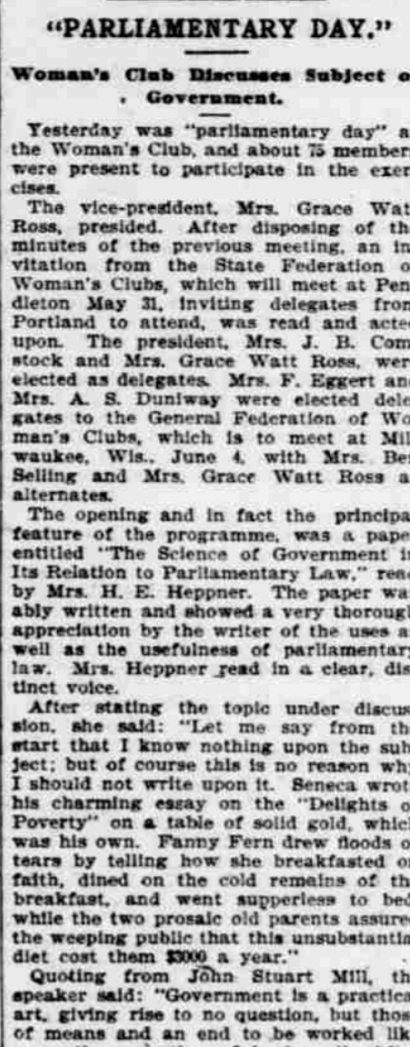 "PARLIAMENTARY DAY."
Woman's Club Discusses Subject o
Government.
Yesterday was "parliamentary day" a
the Woman's Club, and about 75 member
were present to participate in the exer
cises.
The vice-president, Mrs. Grace Wat
Ross, presided. After disposing of th
minutes of the previous meeting, an in
vitation from the State Federation o
Woman's Clubs, which will meet at Pen
dleton May 31, inviting delegates from
Portland to attend, was read and acte
upon. The president, Mrs. J. B. Com
stock and Mrs. Grace Watt Ross, wer
elected as delegates. Mrs. F. Eggert an
Mrs. A. S. Duniway were elected dele
gates to the General Federation of Wo
man's Clubs, which is to meet at Mil
waukee, Wis., June 4, with Mrs. Be
Selling and Mrs. Grace Watt Ross a
alternates.
The opening and in fact the principa
feature of the programme, was a pape
entitled "The Science of Government i
Its Relation to Parliamentary Law," rea
by Mrs. H. E. Heppner. The paper wa
ably written and showed a very thorough
appreciation by the writer of the uses a
well as the usefulness of parliamentar
law. Mrs. Heppner read in a clear, dis
tinct voice.
After stating the topic under discus
sion, she said: "Let me say from th
start that I know nothing upon the sub
ject; but of course this is no reason why
I should not write upon it. Seneca wrot
his charming essay on the "Delights o
Poverty" on a table of solid gold, which
was his own. Fanny Fern drew floods o
tears by telling how she breakfasted o
faith, dined on the cold remains of th
breakfast, and went supperless to bed
while the two prosaic old parents assure
the weeping public that this unsubstantia
diet cost them $3000 a year."
Quoting from John Stuart Mill, th
speaker said: "Government is a practica
art, giving rise to no question, but thos
of means and an end to be worked lik